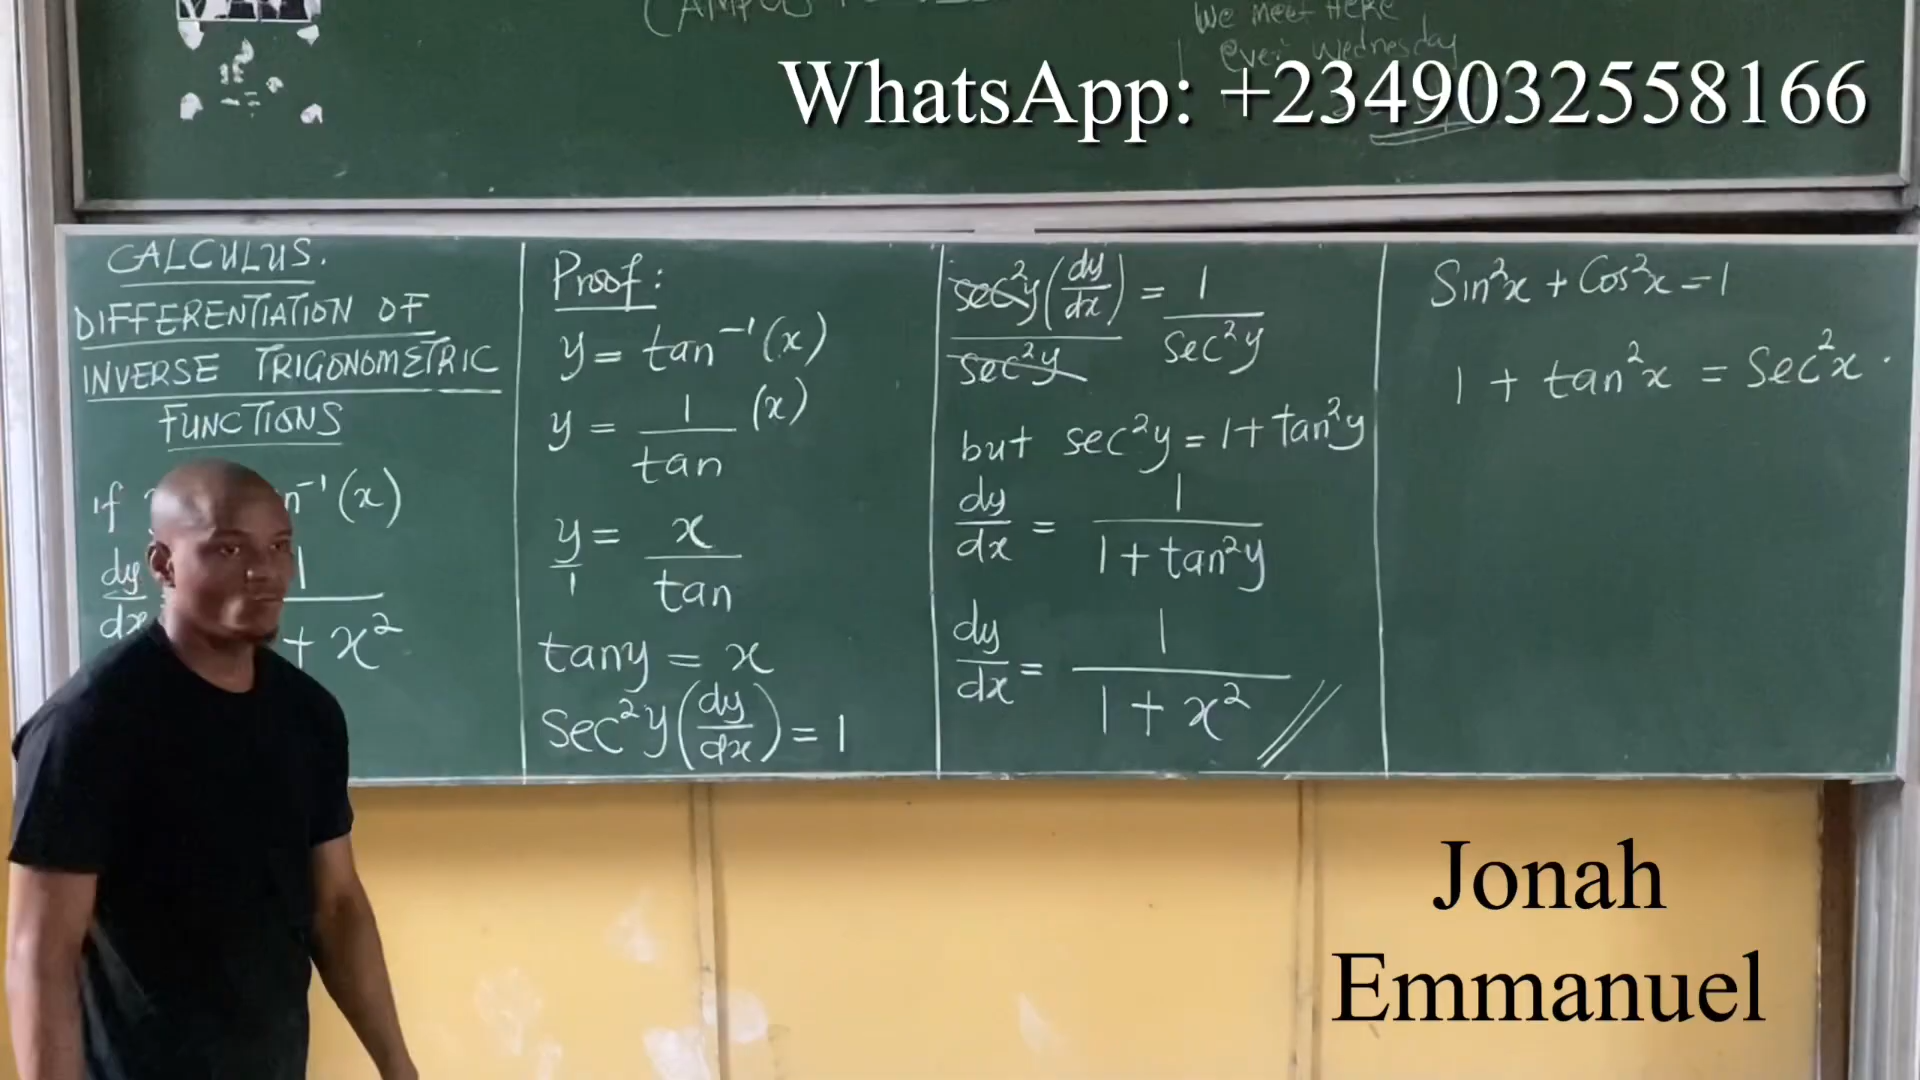 We meet Here
Wednesday
WhatsApp: +2349032558166
CALCULUS.
DIFFERENTIATION OF
INVERSE TRIGONOMETRIC
FUNCTIONS
if n⁻¹(x)
dy/dx 1/+ x²
Proof:
y = tan⁻¹(x)
y = 1/tan (x)
y/1 = x/tan
tany = x
Sec²y(dy/dx) = 1
sec²y(dy/dx)/sec²y = 1/sec²y
but sec²y = 1+tan²y
dy/dx = 1/1+tan²y
dy/dx = 1/1+x²
Sin²x + Cos²x = 1
1 + tan²x = Sec²x.
Jonah
Emmanuel